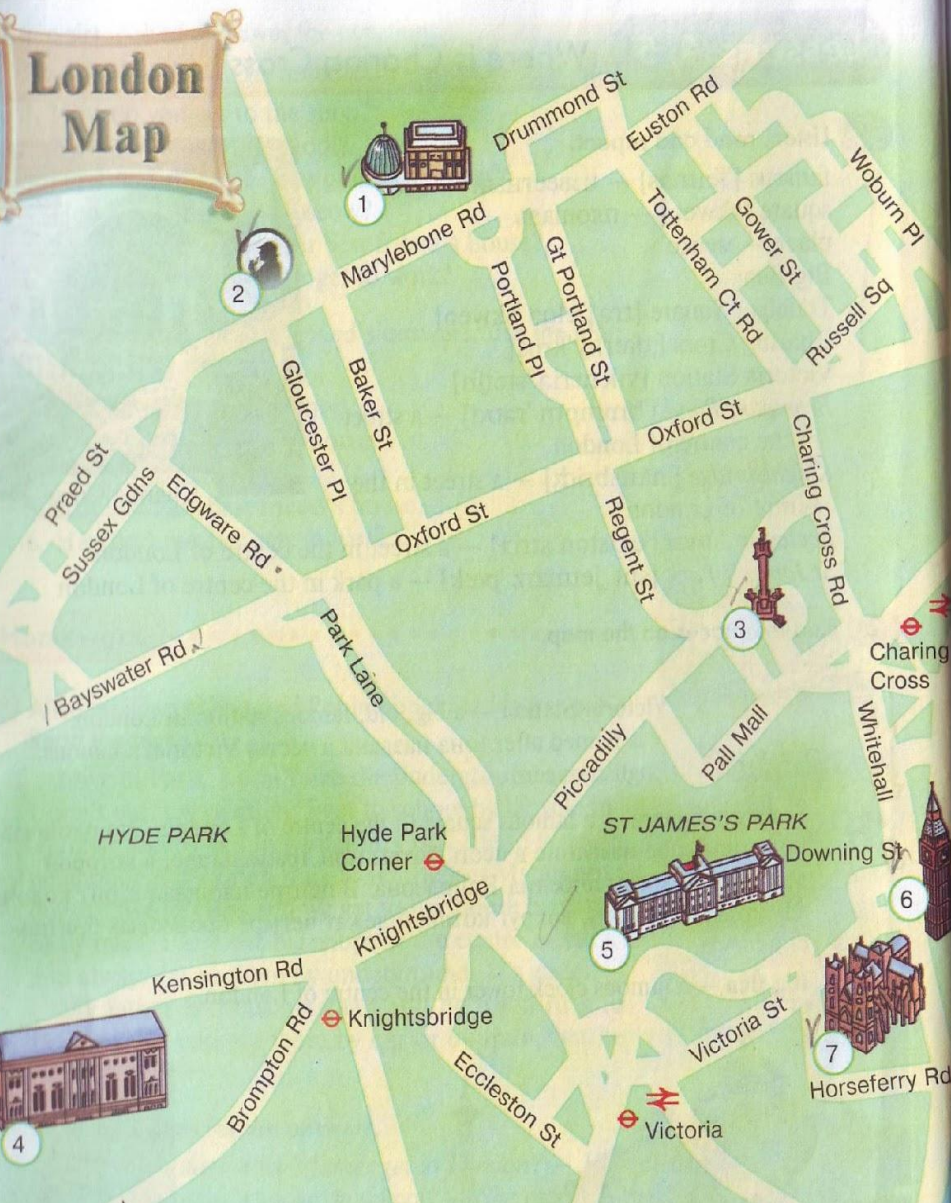 London
Map
Drummond St
Euston Rd
1
Woburn Pl
Marylebone Rd
Gower St
Tottenham Ct Rd
2
Portland Pl
Gt Portland St
Russell Sq
Gloucester Pl
Baker St
Oxford St
Charing Cross Rd
Praed St
Sussex Gdns
Edgware Rd
Oxford St
Regent St
3
Charing
Cross
Bayswater Rd
Park Lane
Piccadilly
Pall Mall
Whitehall
HYDE PARK
Hyde Park
Corner
ST JAMES'S PARK
Downing St
6
Knightsbridge
5
Kensington Rd
Knightsbridge
Brompton Rd
Eccleston St
Victoria St
7
Horseferry Rd
4
Victoria